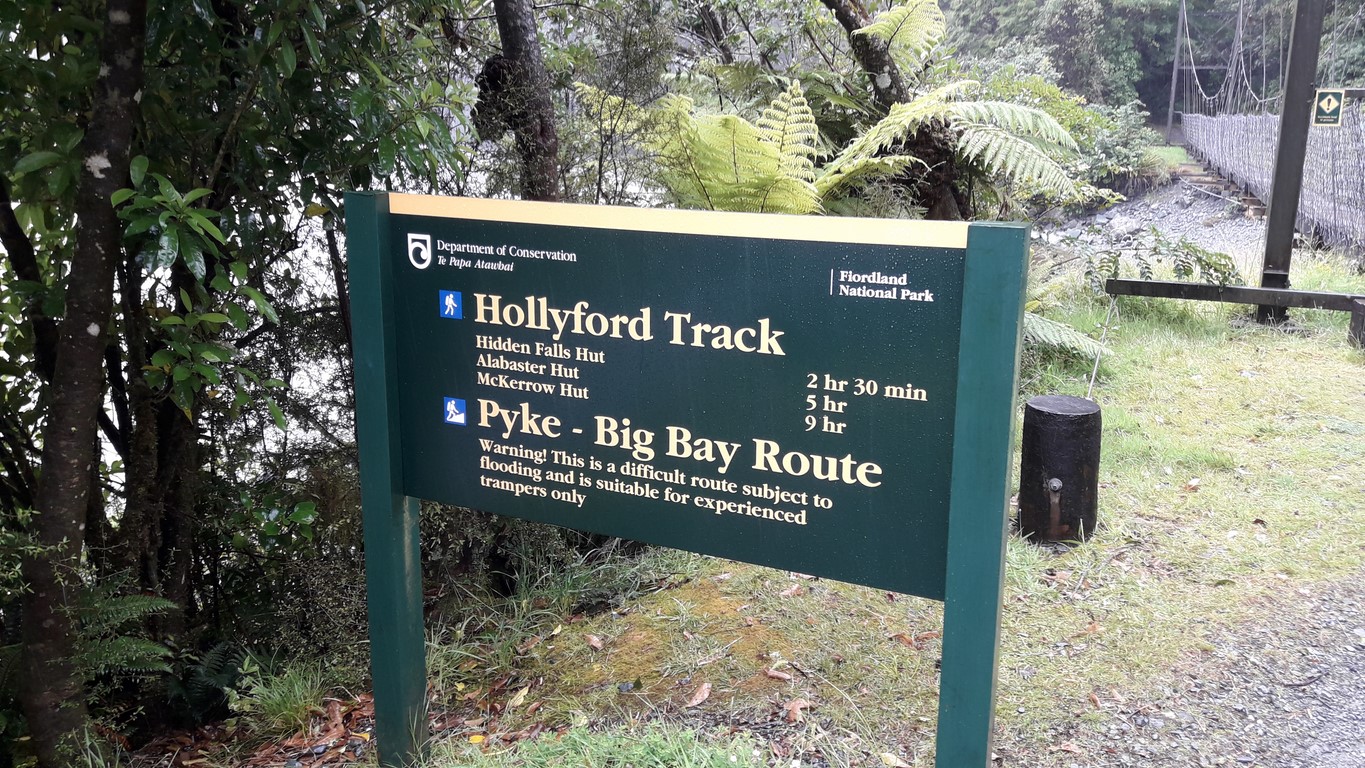 Department of Conservation
Te Papa Atawbai
Fiordland
National Park
Hollyford Track
Hidden Falls Hut 2 hr 30 min
Alabaster Hut 5 hr
McKerrow Hut 9 hr
Pyke - Big Bay Route
Warning! This is a difficult route subject to
flooding and is suitable for experienced
trampers only